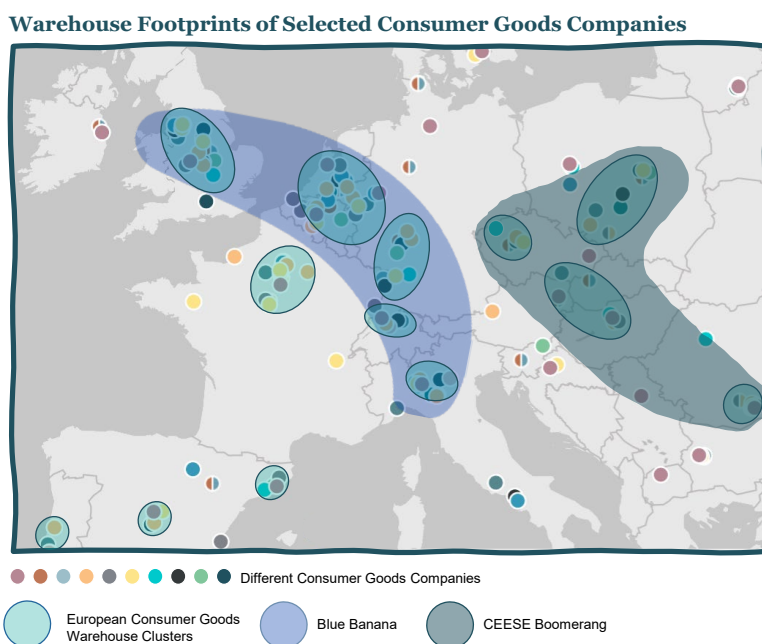 Warehouse Footprints of Selected Consumer Goods Companies
Different Consumer Goods Companies
European Consumer Goods
Warehouse Clusters
Blue Banana
CEESE Boomerang